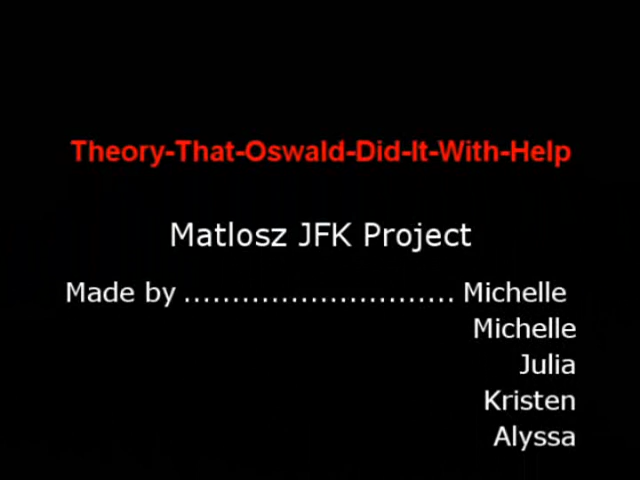 Theory-That-Oswald-Did-It-With-Help
Matlosz JFK Project
Made by ............................ Michelle
Michelle
Julia
Kristen
Alyssa